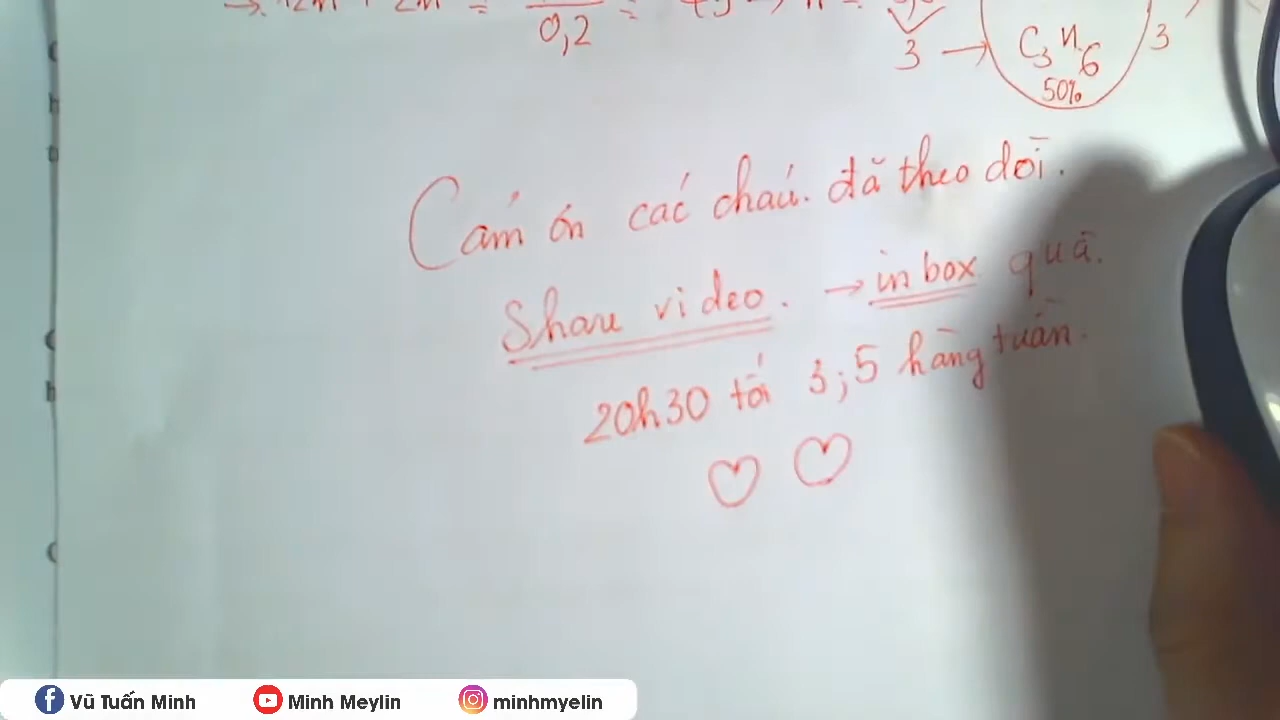 0,2
3 → C3H6 3
50%
Cám ơn các cháu. đã theo dõi.
Share video. → inbox quà.
20h30 tối 3;5 hàng tuần.
Vũ Tuấn Minh Minh Meylin minhmyelin